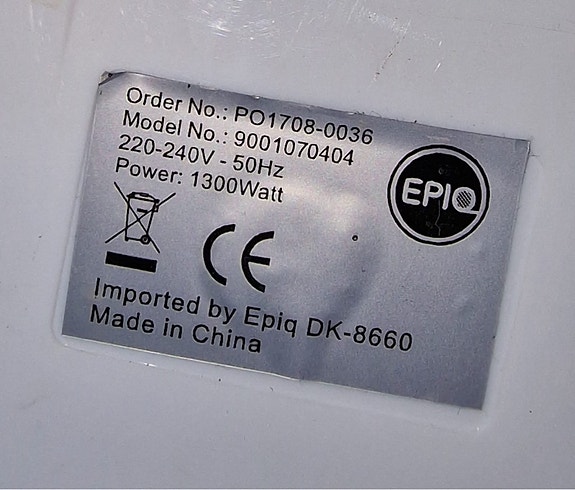 Order No.: PO1708-0036
Model No.: 9001070404
220-240V - 50Hz
Power: 1300Watt
EPIQ
CE
Imported by Epiq DK-8660
Made in China